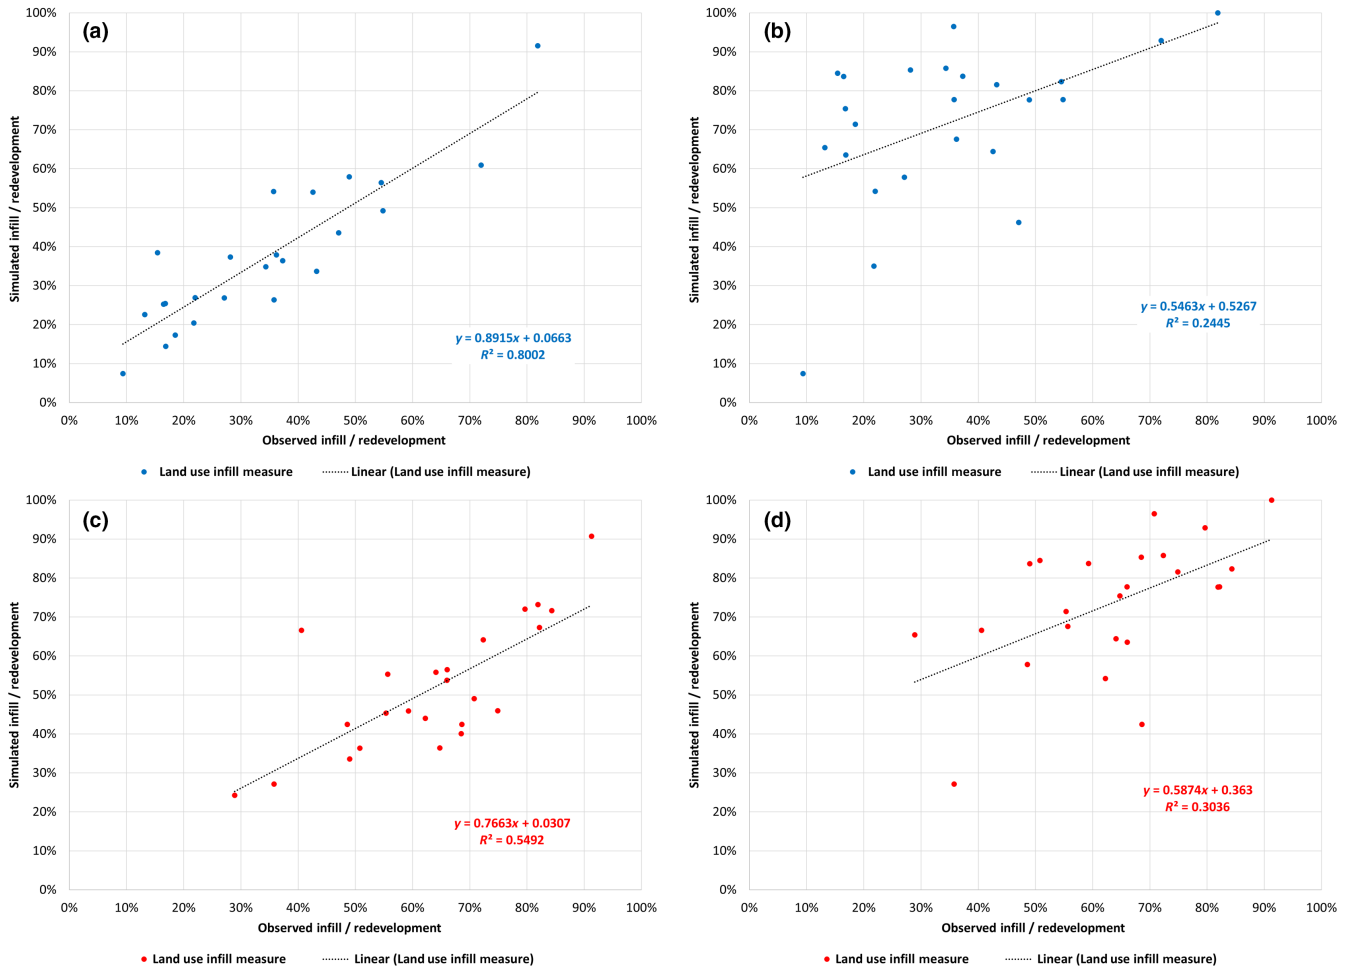 (a)
100%
90%
80%
70%
60%
50%
40%
30%
20%
10%
0%
Simulated infill / redevelopment
y = 0.8915x + 0.0663
R² = 0.8002
0% 10% 20% 30% 40% 50% 60% 70% 80% 90% 100%
Observed infill / redevelopment
Land use infill measure Linear (Land use infill measure)
(b)
100%
90%
80%
70%
60%
50%
40%
30%
20%
10%
0%
Simulated infill / redevelopment
y = 0.5463x + 0.5267
R² = 0.2445
0% 10% 20% 30% 40% 50% 60% 70% 80% 90% 100%
Observed infill / redevelopment
Land use infill measure Linear (Land use infill measure)
(c)
100%
90%
80%
70%
60%
50%
40%
30%
20%
10%
0%
Simulated infill / redevelopment
y = 0.7663x + 0.0307
R² = 0.5492
0% 10% 20% 30% 40% 50% 60% 70% 80% 90% 100%
Observed infill / redevelopment
Land use infill measure Linear (Land use infill measure)
(d)
100%
90%
80%
70%
60%
50%
40%
30%
20%
10%
0%
Simulated infill / redevelopment
y = 0.5874x + 0.363
R² = 0.3036
0% 10% 20% 30% 40% 50% 60% 70% 80% 90% 100%
Observed infill / redevelopment
Land use infill measure Linear (Land use infill measure)